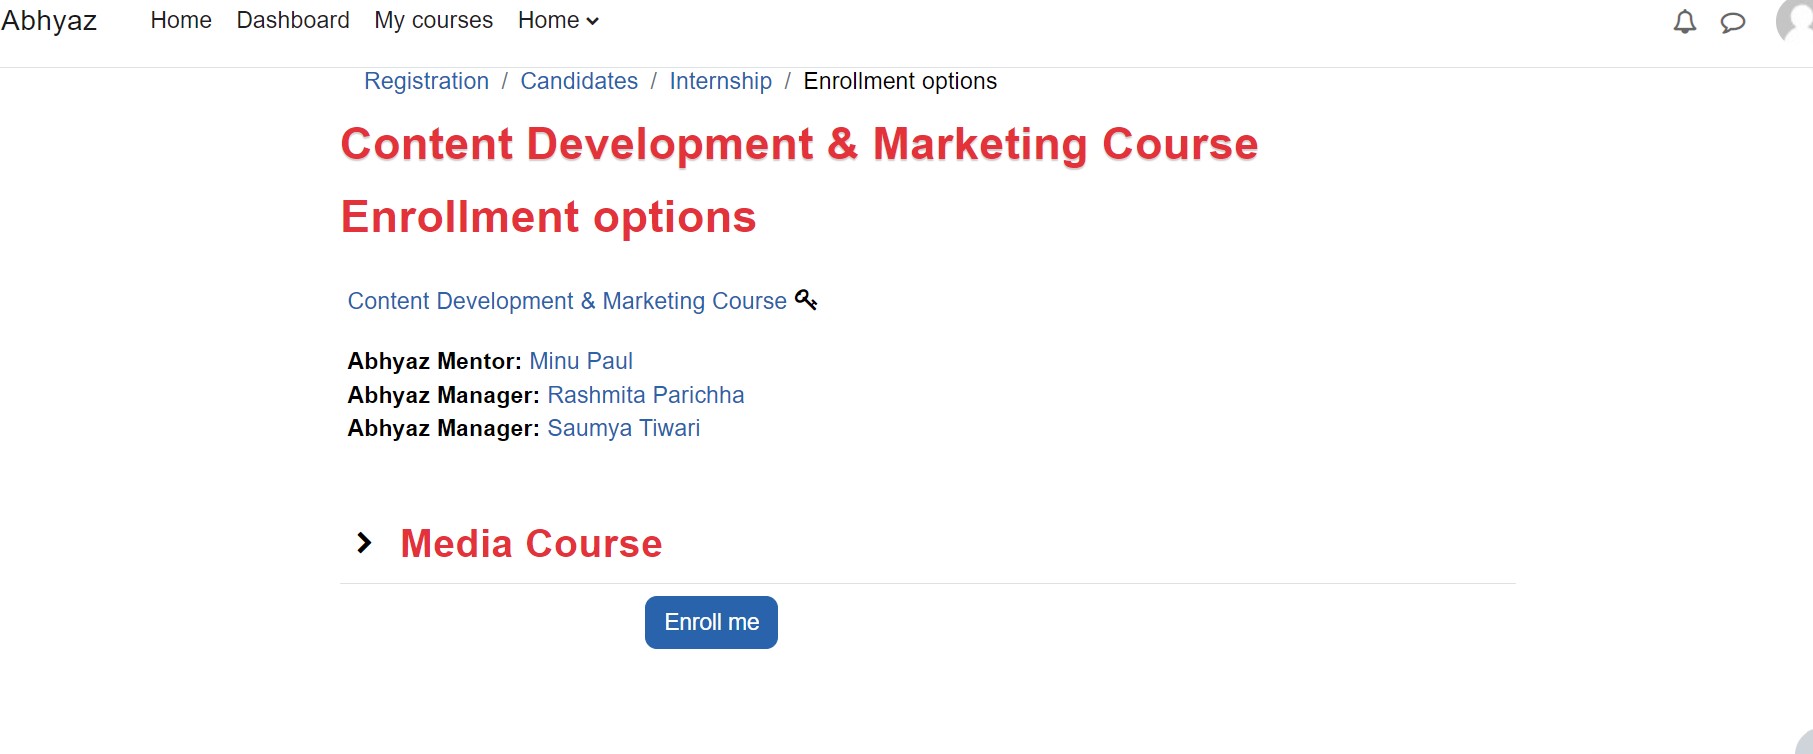 Abhyaz Home Dashboard My courses Home
Registration / Candidates / Internship / Enrollment options
Content Development & Marketing Course
Enrollment options
Content Development & Marketing Course
Abhyaz Mentor: Minu Paul
Abhyaz Manager: Rashmita Parichha
Abhyaz Manager: Saumya Tiwari
Media Course
Enroll me